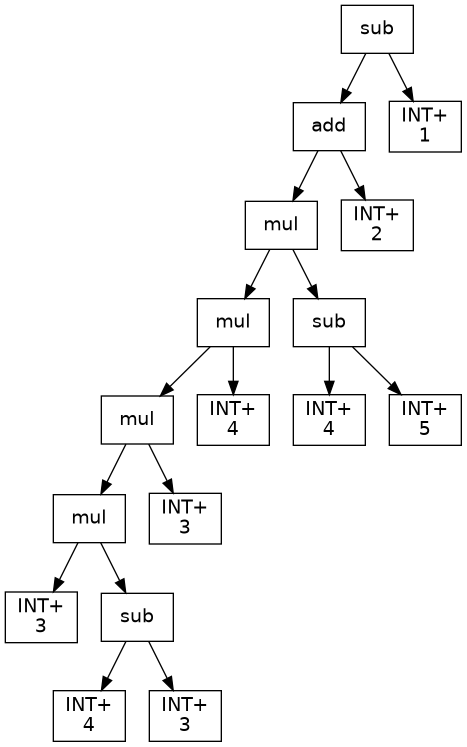 sub
add
INT+
1
mul
INT+
2
mul
sub
mul
INT+
4
INT+
4
INT+
5
mul
INT+
3
INT+
3
sub
INT+
4
INT+
3